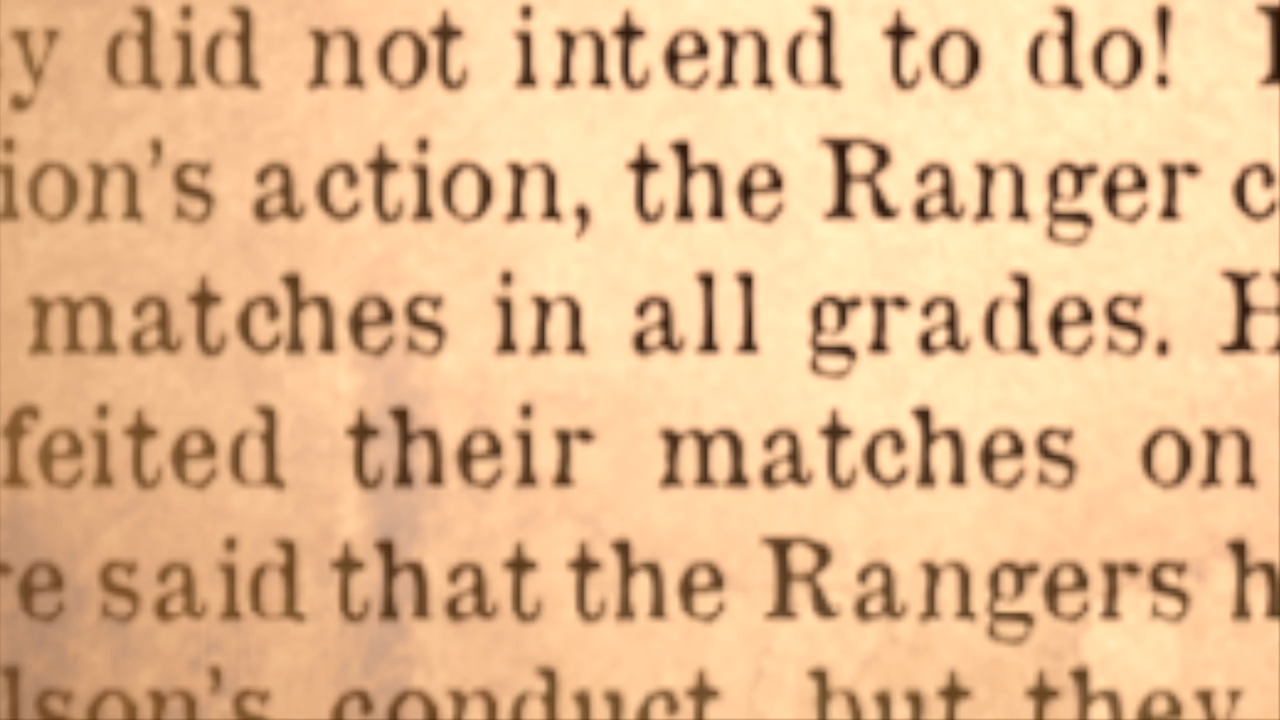 y did not intend to do!
ion's action, the Ranger c
matches in all grades. H
feited their matches on
re said that the Rangers h
lson's conduct but they